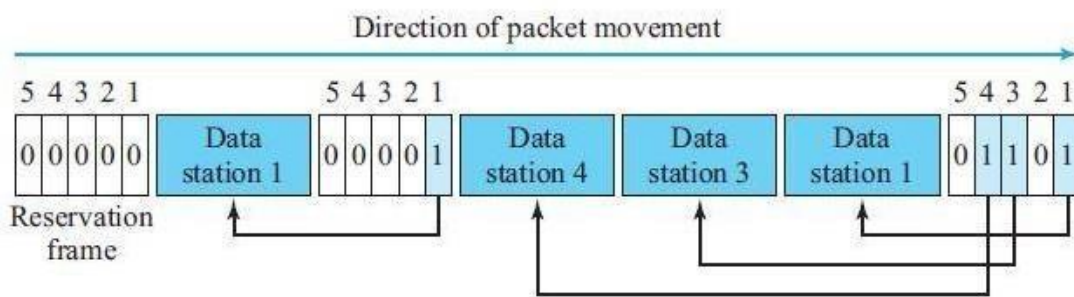 Direction of packet movement
5 4 3 2 1
5 4 3 2 1
5 4 3 2 1
0 0 0 0 0
Data
station 1
0 0 0 0 1
Data
station 4
Data
station 3
Data
station 1
0 1 1 0 1
Reservation
frame